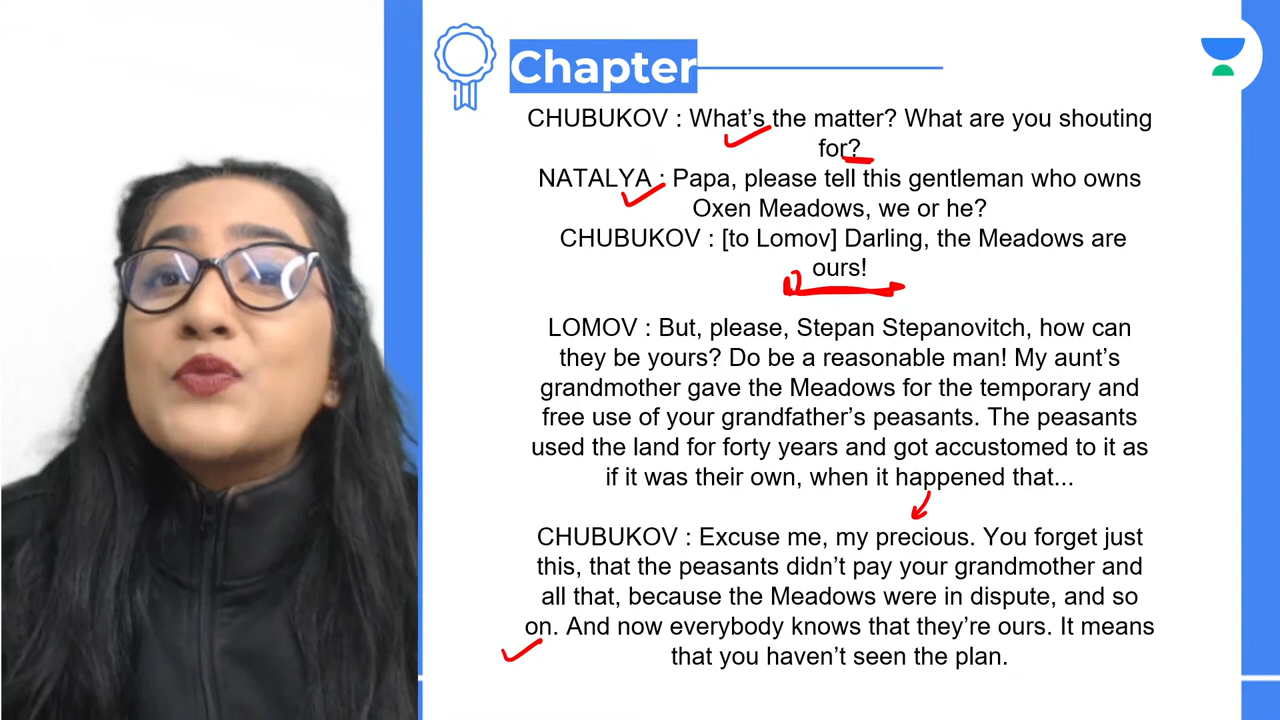 Chapter
CHUBUKOV : What's the matter? What are you shouting
for?
NATALYA : Papa, please tell this gentleman who owns
Oxen Meadows, we or he?
CHUBUKOV : [to Lomov] Darling, the Meadows are
ours!
LOMOV : But, please, Stepan Stepanovitch, how can
they be yours? Do be a reasonable man! My aunt's
grandmother gave the Meadows for the temporary and
free use of your grandfather's peasants. The peasants
used the land for forty years and got accustomed to it as
if it was their own, when it happened that...
CHUBUKOV : Excuse me, my precious. You forget just
this, that the peasants didn't pay your grandmother and
all that, because the Meadows were in dispute, and so
on. And now everybody knows that they're ours. It means
that you haven't seen the plan.